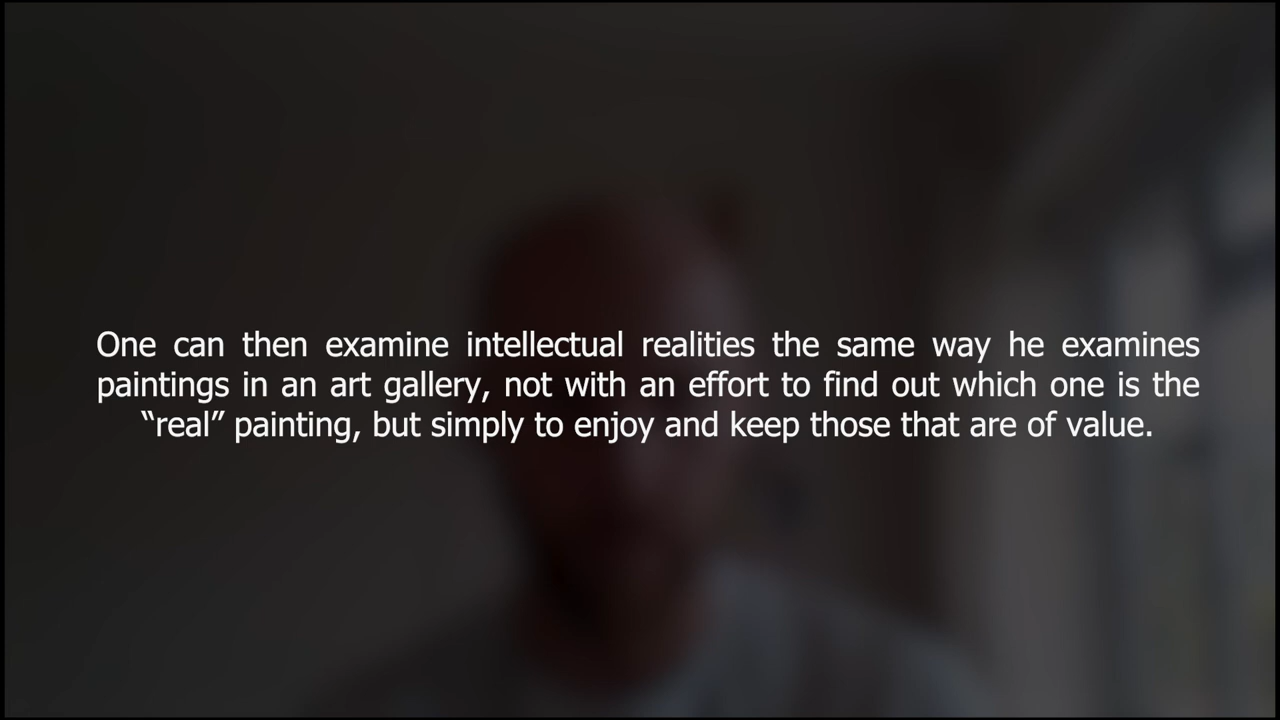 One can then examine intellectual realities the same way he examines
paintings in an art gallery, not with an effort to find out which one is the
“real” painting, but simply to enjoy and keep those that are of value.